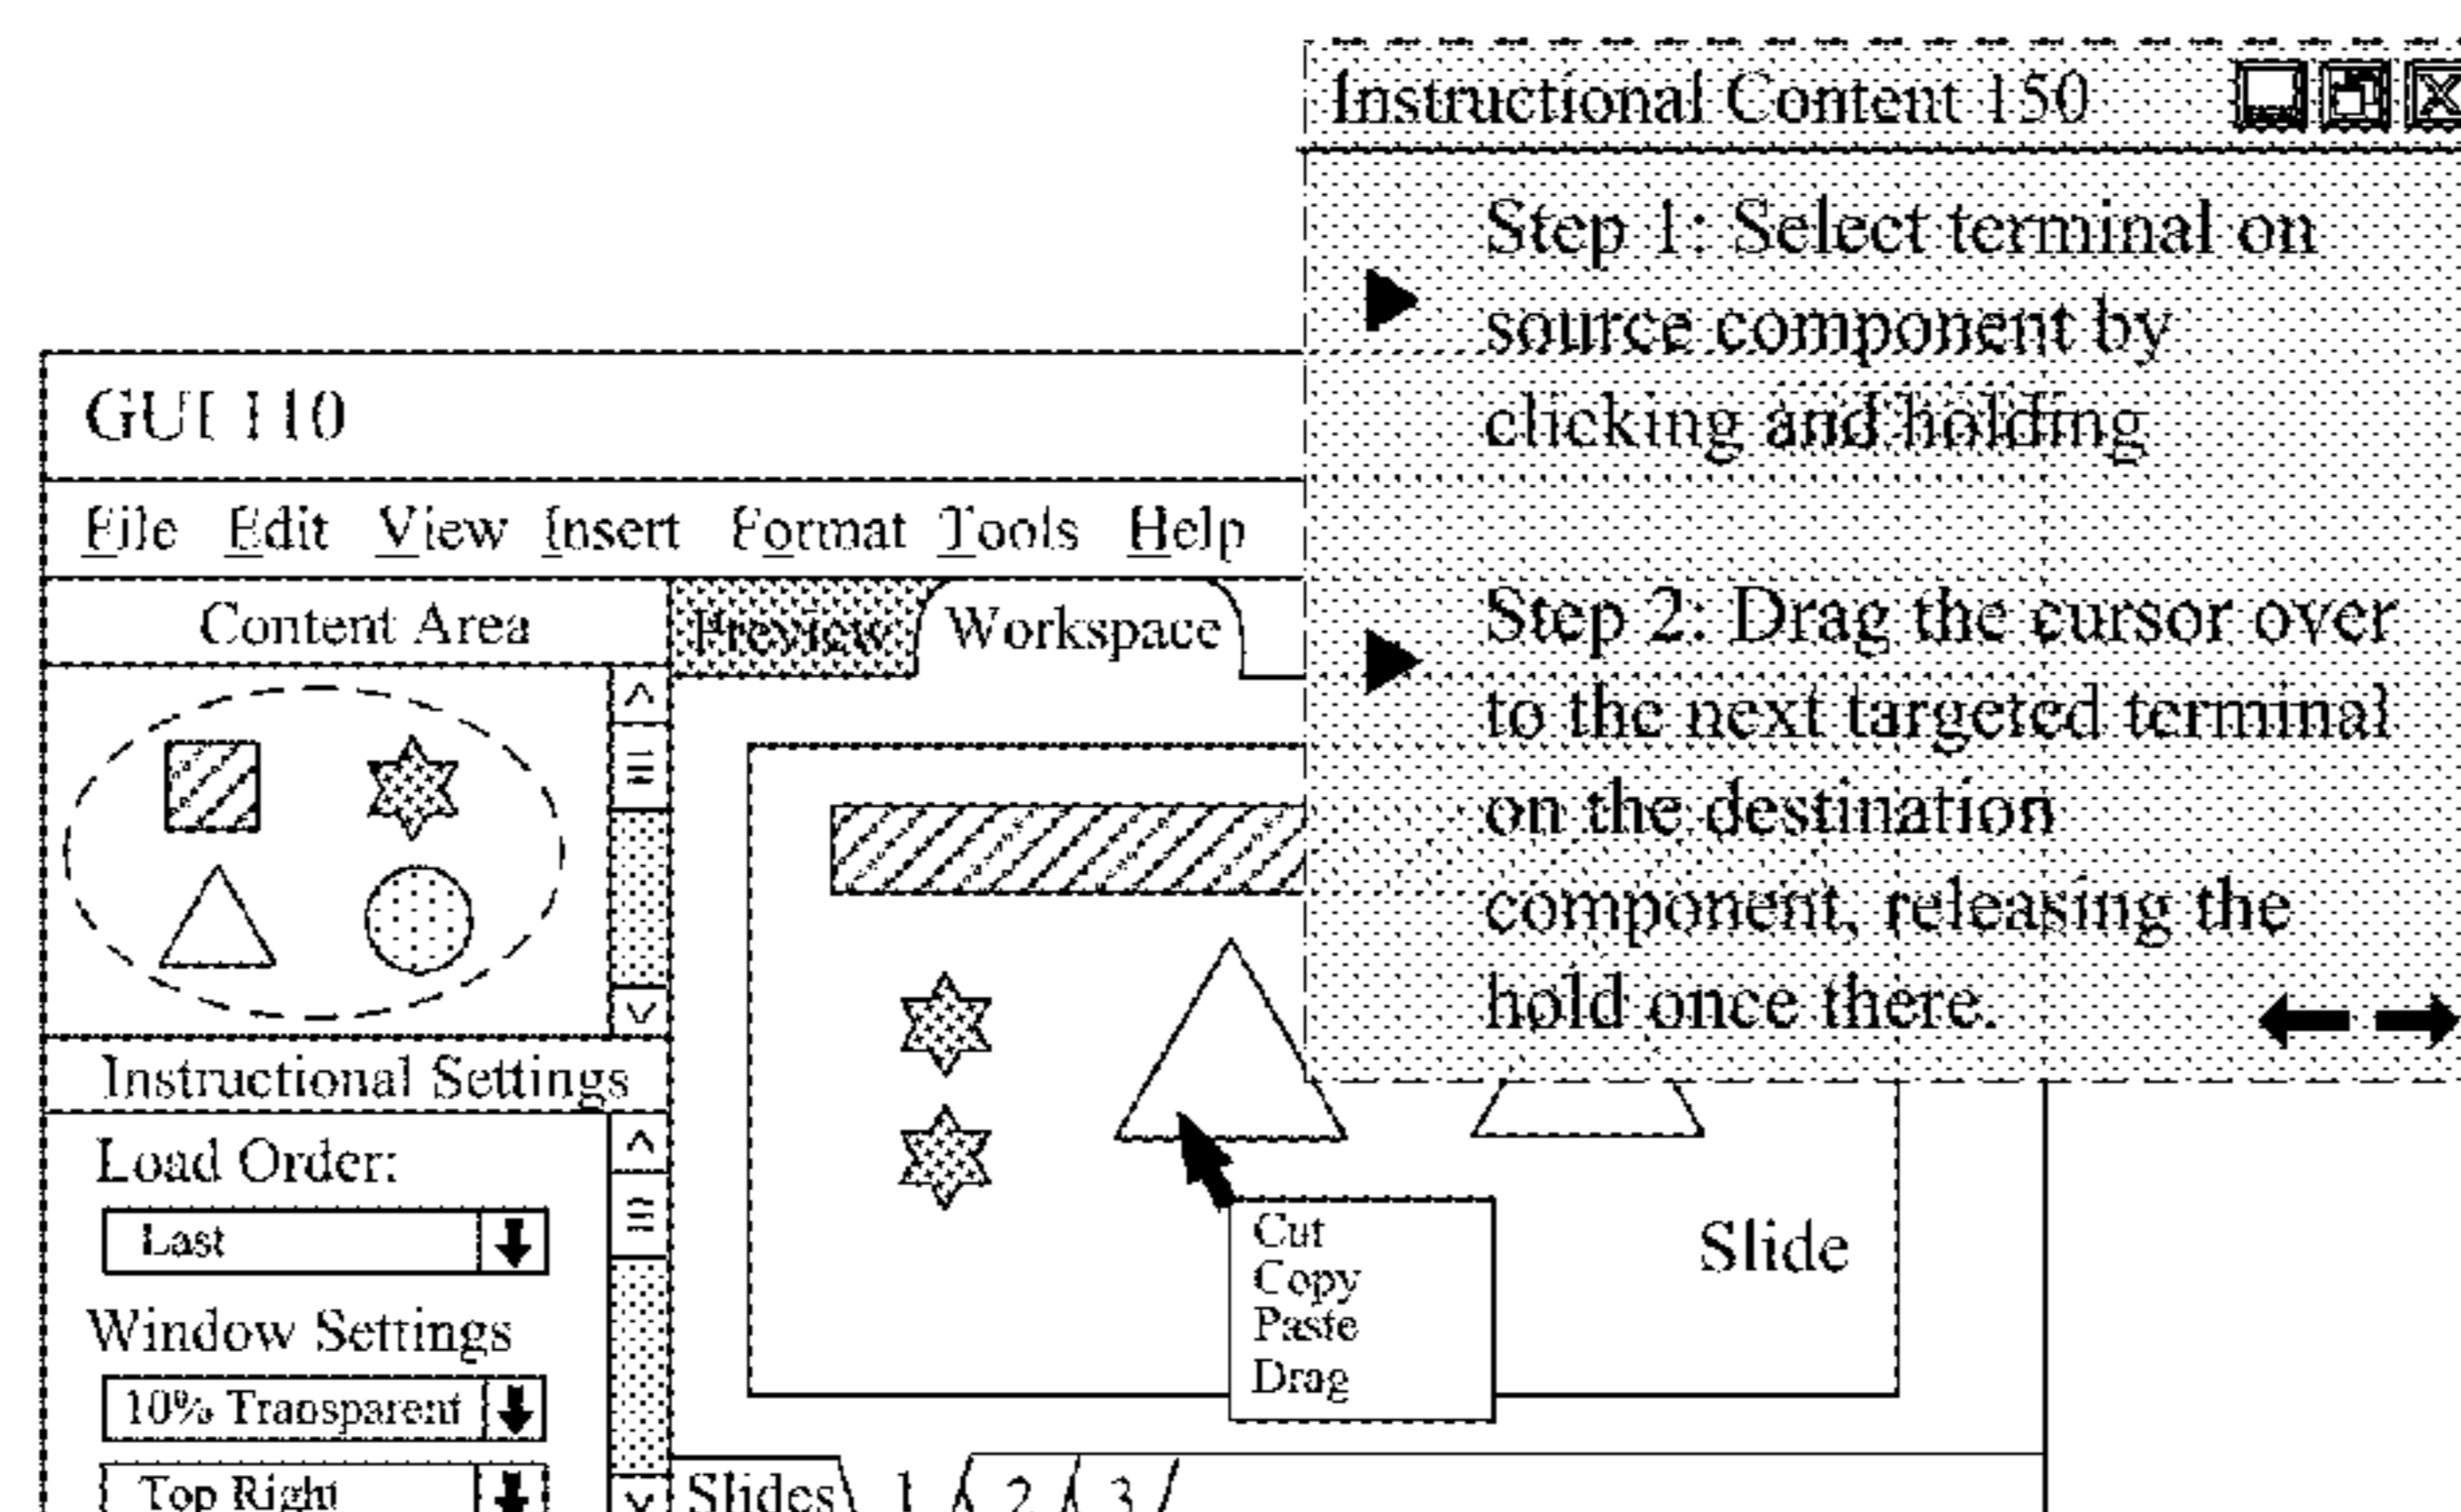 Instructional Content 150
Step 1: Select terminal on
source component by
clicking and holding
Step 2: Drag the cursor over
to the next targeted terminal
on the destination
component, releasing the
hold once there.
GUI 110
File Edit View Insert Format Tools Help
Content Area
Preview Workspace
Instructional Settings
Load Order:
Last
Window Settings
10% Transparent
Top Right
Cut
Copy
Paste
Drag
Slide
Slides 1 2 3